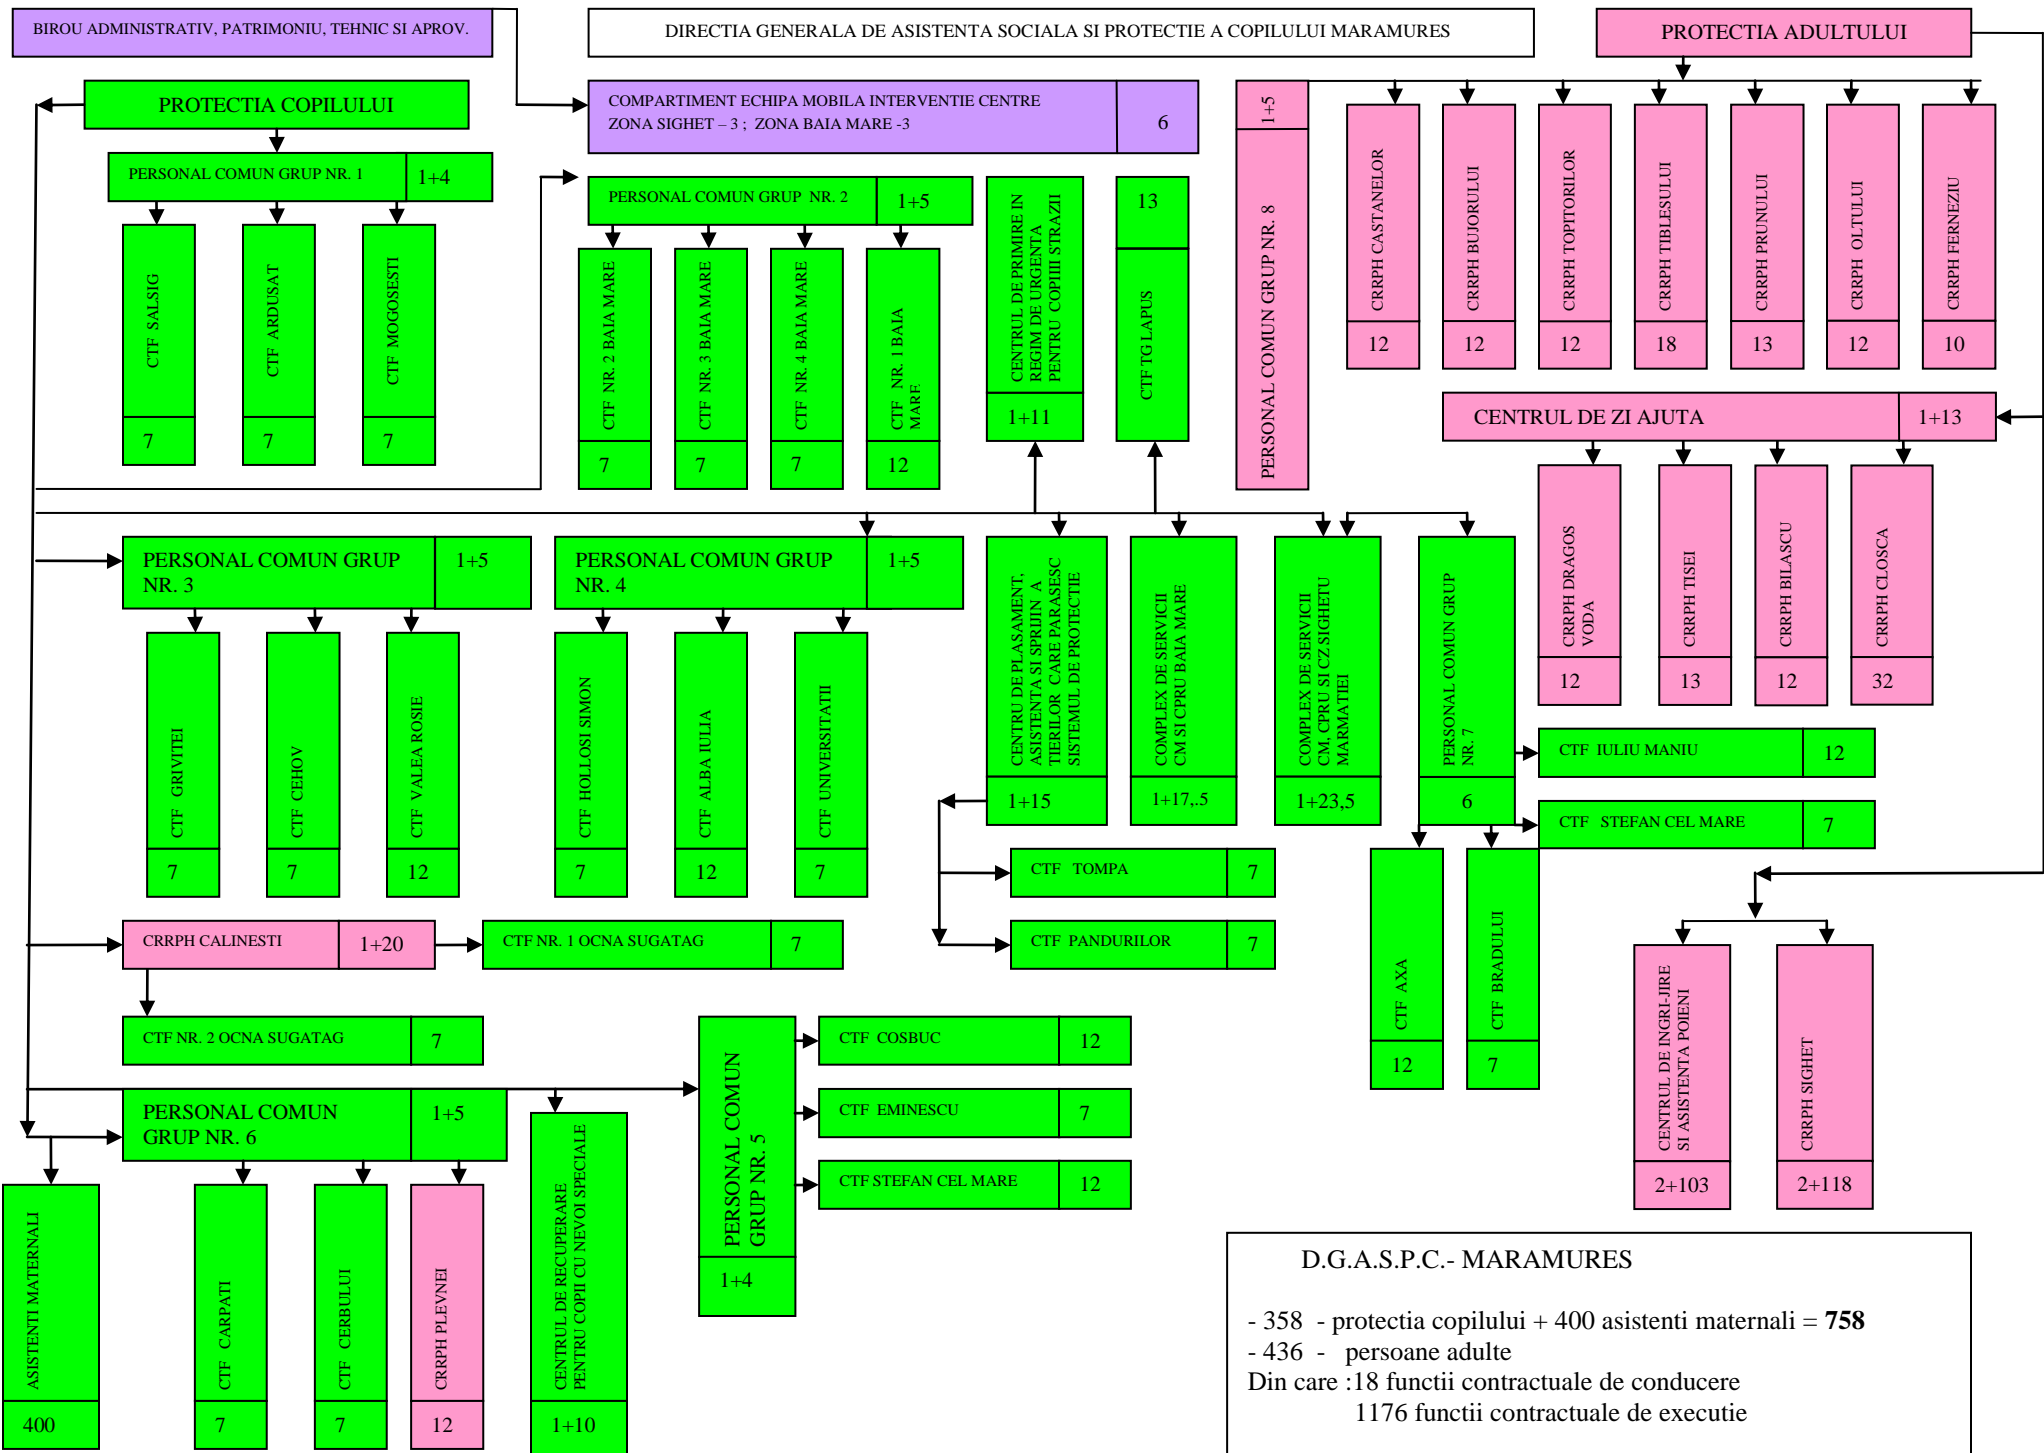 BIROU ADMINISTRATIV, PATRIMONIU, TEHNIC SI APROV.
DIRECTIA GENERALA DE ASISTENTA SOCIALA SI PROTECTIE A COPILULUI MARAMURES
PROTECTIA ADULTULUI
PROTECTIA COPILULUI
COMPARTIMENT ECHIPA MOBILA INTERVENTIE CENTRE
ZONA SIGHET – 3 ; ZONA BAIA MARE -3
6
PERSONAL COMUN GRUP NR. 1
1+4
CTF SALSIG
7
CTF ARDUSAT
7
CTF MOGOSESTI
7
PERSONAL COMUN GRUP NR. 2
1+5
CTF NR. 2 BAIA MARE
7
CTF NR. 3 BAIA MARE
7
CTF NR. 4 BAIA MARE
7
CTF NR. 1 BAIA
MARE
12
CENTRUL DE PRIMIRE IN
REGIM DE URGENTA
PENTRU COPIII STRAZII
1+11
13
CTF TG LAPUS
1+5
PERSONAL COMUN GRUP NR. 8
CRRPH CASTANELOR
12
CRRPH BUJORULUI
12
CRRPH TOPITORILOR
12
CRRPH TIBLESULUI
18
CRRPH PRUNULUI
13
CRRPH OLTULUI
12
CRRPH FERNEZIU
10
CENTRUL DE ZI AJUTA
1+13
CRRPH DRAGOS
VODA
12
CRRPH TISEI
13
CRRPH BILASCU
12
CRRPH CLOSCA
32
PERSONAL COMUN GRUP
NR. 3
1+5
CTF GRIVITEI
7
CTF CEHOV
7
CTF VALEA ROSIE
12
PERSONAL COMUN GRUP
NR. 4
1+5
CTF HOLLOSI SIMON
7
CTF ALBA IULIA
12
CTF UNIVERSITATII
7
CENTRU DE PLASAMENT,
ASISTENTA SI SPRIJIN A
TIERILOR CARE PARASESC
SISTEMUL DE PROTECTIE
1+15
COMPLEX DE SERVICII
CM SI CPRU BAIA MARE
1+17,.5
COMPLEX DE SERVICII
CM, CPRU SI CZ SIGHETU
MARMATIEI
1+23,5
PERSONAL COMUN GRUP
NR. 7
6
CTF IULIU MANIU
12
CTF STEFAN CEL MARE
7
CTF TOMPA
7
CTF PANDURILOR
7
CTF AXA
12
CTF BRADULUI
7
CRRPH CALINESTI
1+20
CTF NR. 1 OCNA SUGATAG
7
CTF NR. 2 OCNA SUGATAG
7
CENTRUL DE INGRI-JIRE
SI ASISTENTA POIENI
2+103
CRRPH SIGHET
2+118
PERSONAL COMUN
GRUP NR. 6
1+5
ASISTENTI MATERNALI
400
CTF CARPATI
7
CTF CERBULUI
7
CRRPH PLEVNEI
12
CENTRUL DE RECUPERARE
PENTRU COPII CU NEVOI SPECIALE
1+10
PERSONAL COMUN
GRUP NR. 5
1+4
CTF COSBUC
12
CTF EMINESCU
7
CTF STEFAN CEL MARE
12
D.G.A.S.P.C.- MARAMURES
- 358 - protectia copilului + 400 asistenti maternali = 758
- 436 - persoane adulte
Din care :18 functii contractuale de conducere
1176 functii contractuale de executie